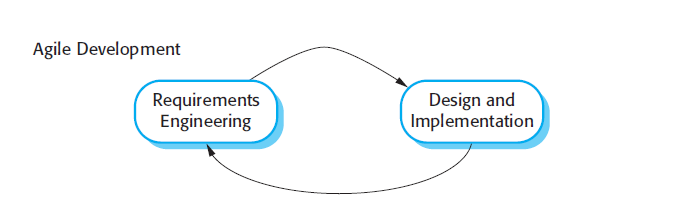 Agile Development
Requirements
Engineering
Design and
Implementation